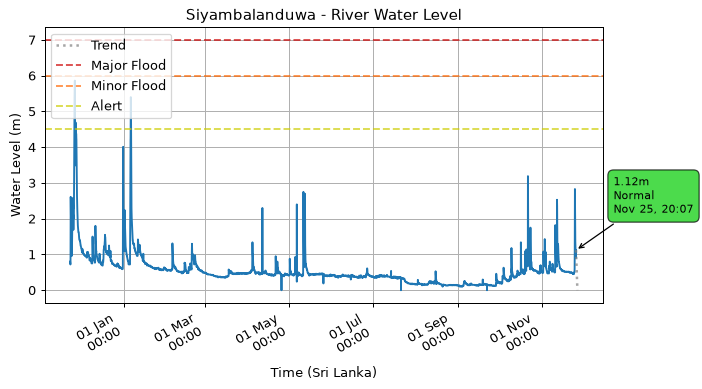 Siyambalanduwa - River Water Level
Trend
Major Flood
Minor Flood
Alert
Water Level (m)
7
6
5
4
3
2
1
0
1.12m
Normal
Nov 25, 20:07
01 Jan
00:00
01 Mar
00:00
01 May
00:00
01 Jul
00:00
01 Sep
00:00
01 Nov
00:00
Time (Sri Lanka)